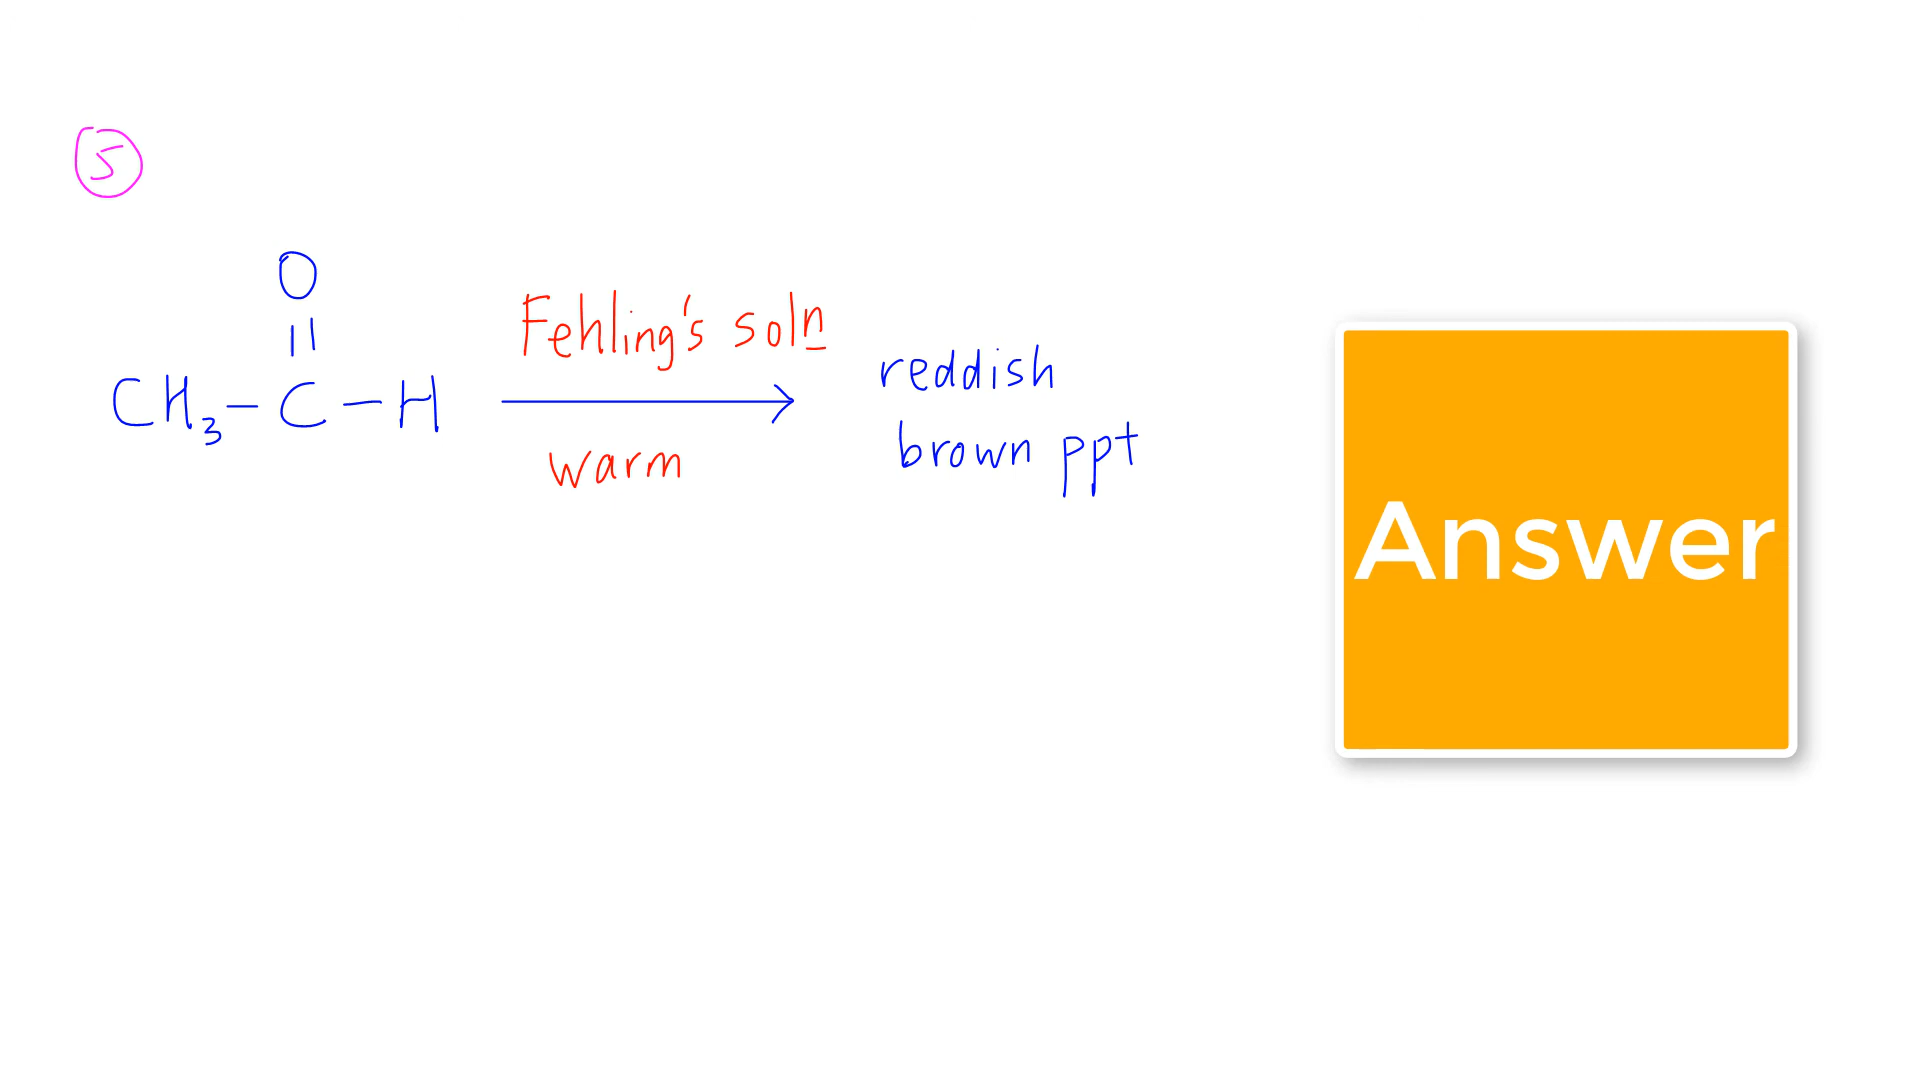 5
O
||
CH₃—C—H
Fehling's soln
warm
reddish
brown ppt
Answer